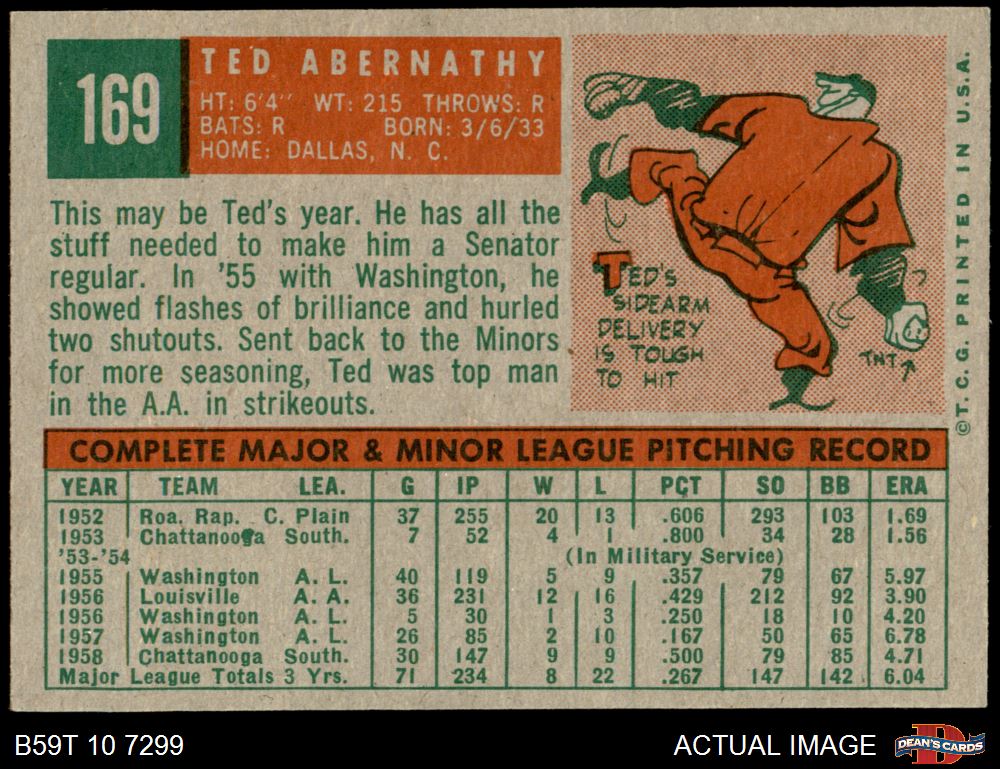 169
TED ABERNATHY
HT: 6'4" WT: 215 THROWS: R
BATS: R BORN: 3/6/33
HOME: DALLAS, N. C.
This may be Ted's year. He has all the
stuff needed to make him a Senator
regular. In '55 with Washington, he
showed flashes of brilliance and hurled
two shutouts. Sent back to the Minors
for more seasoning, Ted was top man
in the A.A. in strikeouts.
TED'S
SIDEARM
DELIVERY
IS TOUGH
TO HIT
TNT
©T. C. G. PRINTED IN U.S.A.
COMPLETE MAJOR & MINOR LEAGUE PITCHING RECORD
YEAR TEAM LEA. G IP W L PCT SO BB ERA
1952 Roa. Rap. C. Plain 37 255 20 13 .606 293 103 1.69
1953 Chattanooga South. 7 52 4 1 .800 34 28 1.56
'53-'54 (In Military Service)
1955 Washington A. L. 40 119 5 9 .357 79 67 5.97
1956 Louisville A. A. 36 231 12 16 .429 212 92 3.90
1956 Washington A. L. 5 30 1 3 .250 18 10 4.20
1957 Washington A. L. 26 85 2 10 .167 50 65 6.78
1958 Chattanooga South. 30 147 9 9 .500 79 85 4.71
Major League Totals 3 Yrs. 71 234 8 22 .267 147 142 6.04
B59T 10 7299
ACTUAL IMAGE
D
DEAN'S CARDS